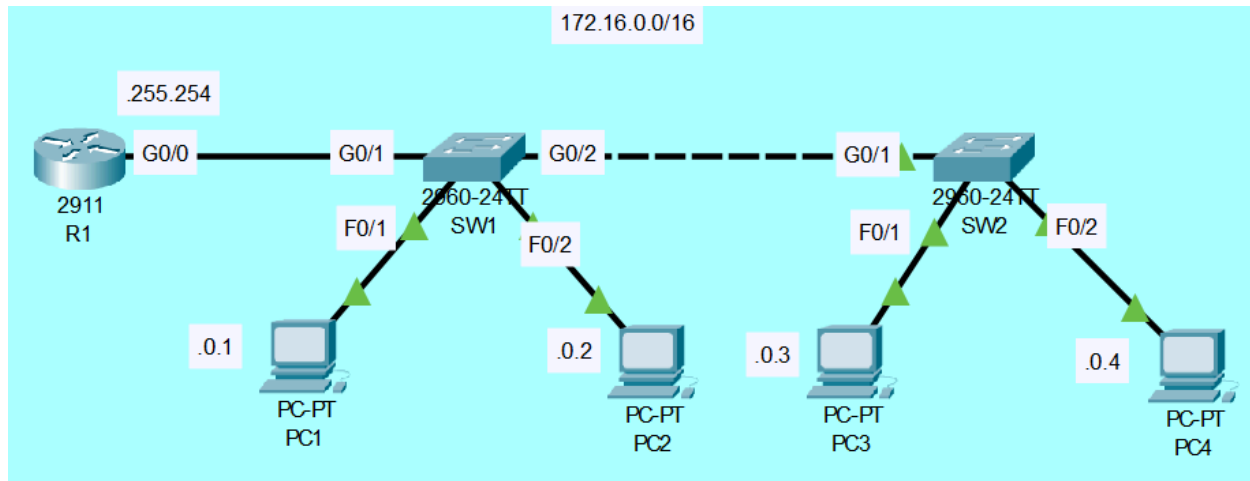 172.16.0.0/16
.255.254
G0/0
G0/1
G0/2
G0/1
2911
R1
2960-24TT
SW1
2960-24TT
SW2
F0/1
F0/2
F0/1
F0/2
.0.1
.0.2
.0.3
.0.4
PC-PT
PC1
PC-PT
PC2
PC-PT
PC3
PC-PT
PC4